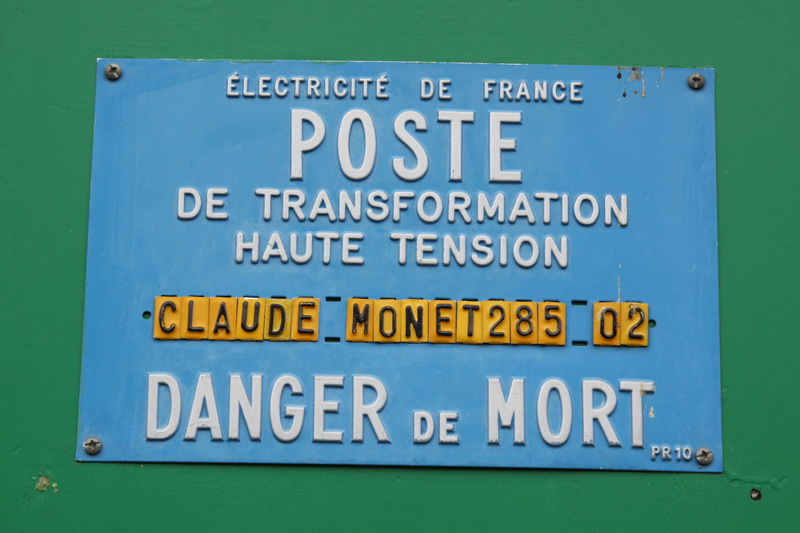 ÉLECTRICITÉ DE FRANCE
POSTE
DE TRANSFORMATION
HAUTE TENSION
CLAUDE MONET285 02
DANGER DE MORT
PR10